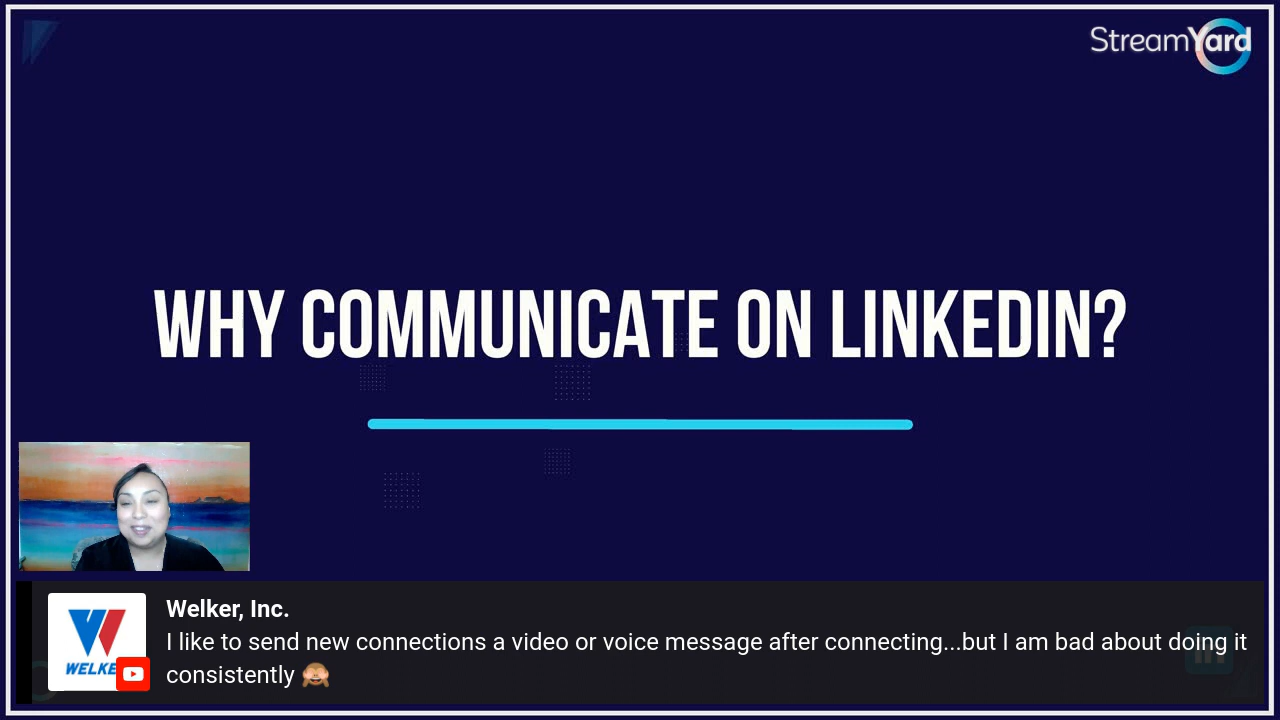 StreamYard
WHY COMMUNICATE ON LINKEDIN?
WELKE
Welker, Inc.
I like to send new connections a video or voice message after connecting...but I am bad about doing it
consistently 🙈